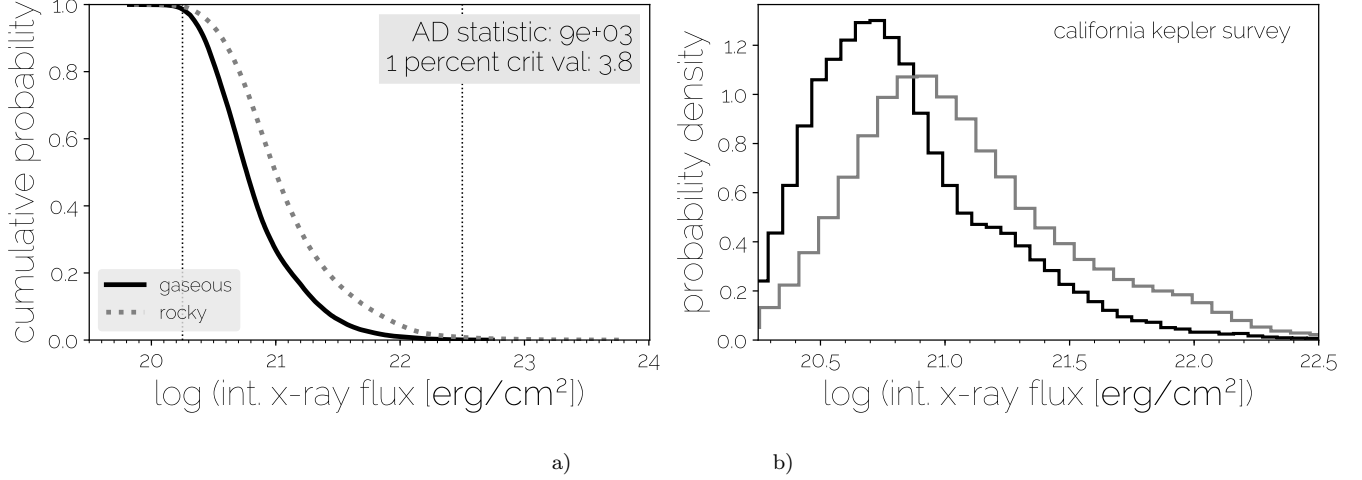 cumulative probability
1.0
0.8
0.6
0.4
0.2
0.0
AD statistic: 9e+03
1 percent crit val: 3.8
gaseous
rocky
20 21 22 23 24
log (int. x-ray flux [erg/cm²])
probability density
1.2
1.0
0.8
0.6
0.4
0.2
0.0
california kepler survey
20.5 21.0 21.5 22.0 22.5
log (int. x-ray flux [erg/cm²])
a) b)